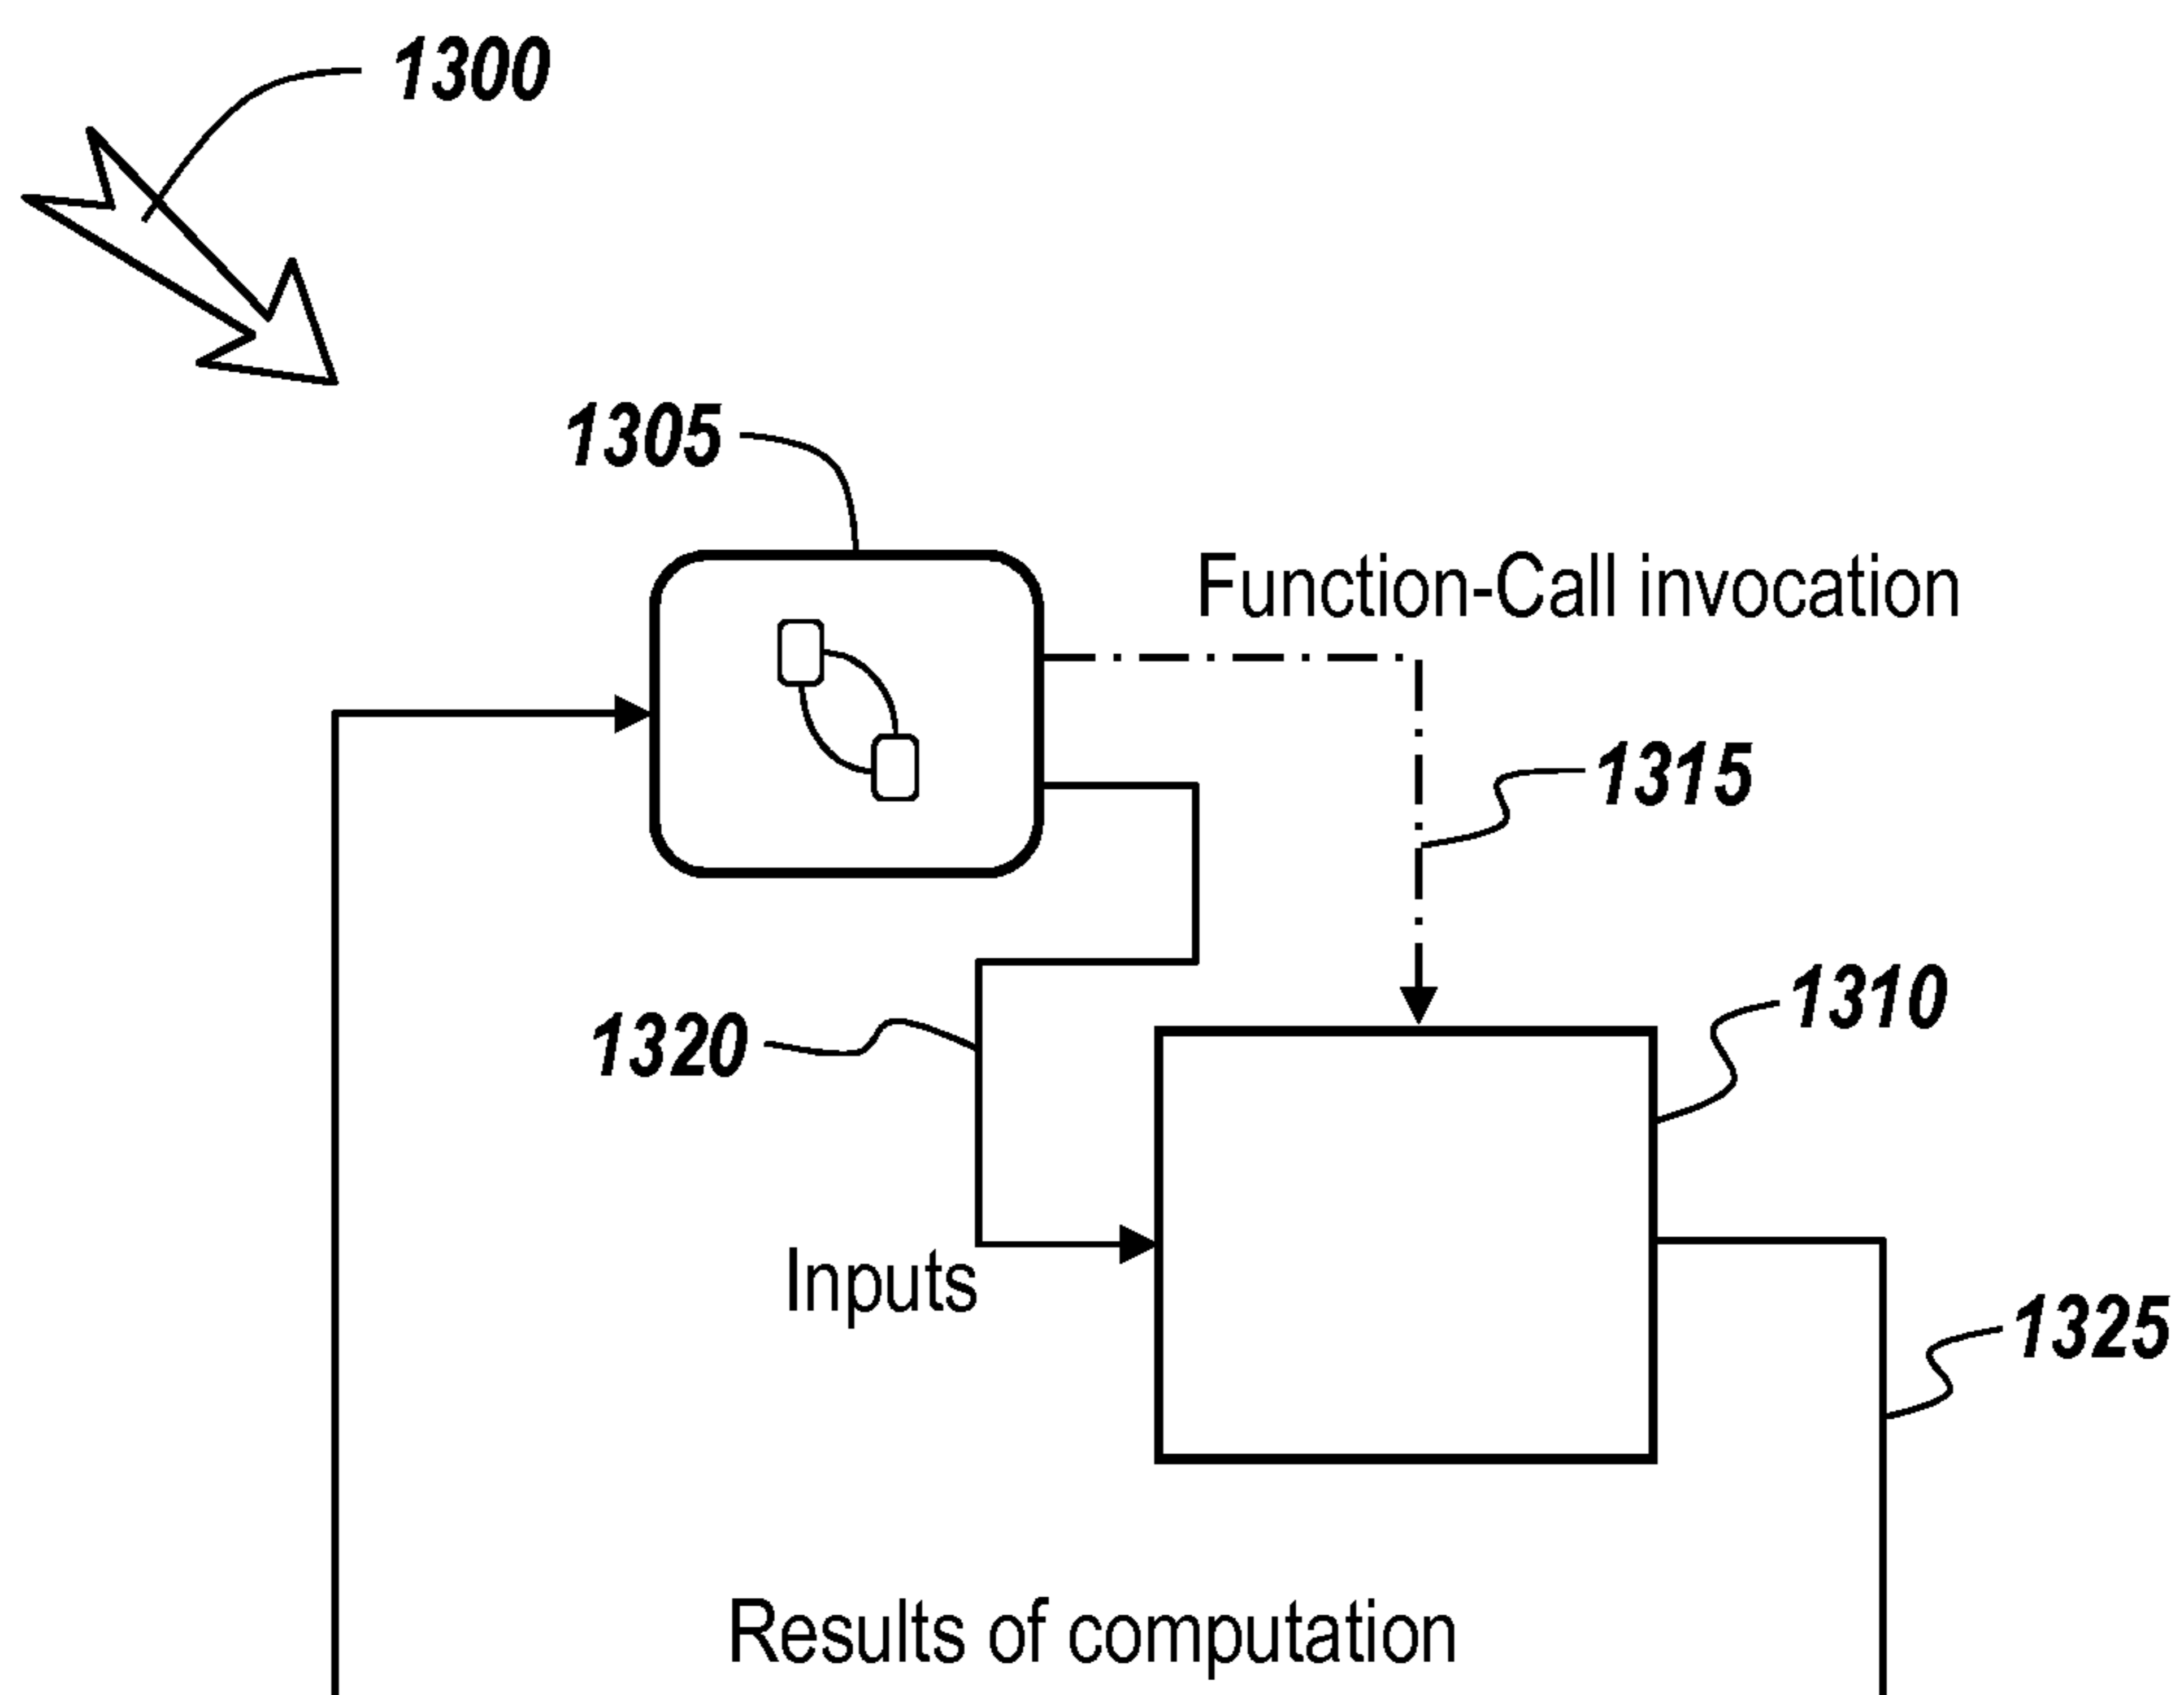 1300
1305
Function-Call invocation
1315
1310
1320
Inputs
1325
Results of computation